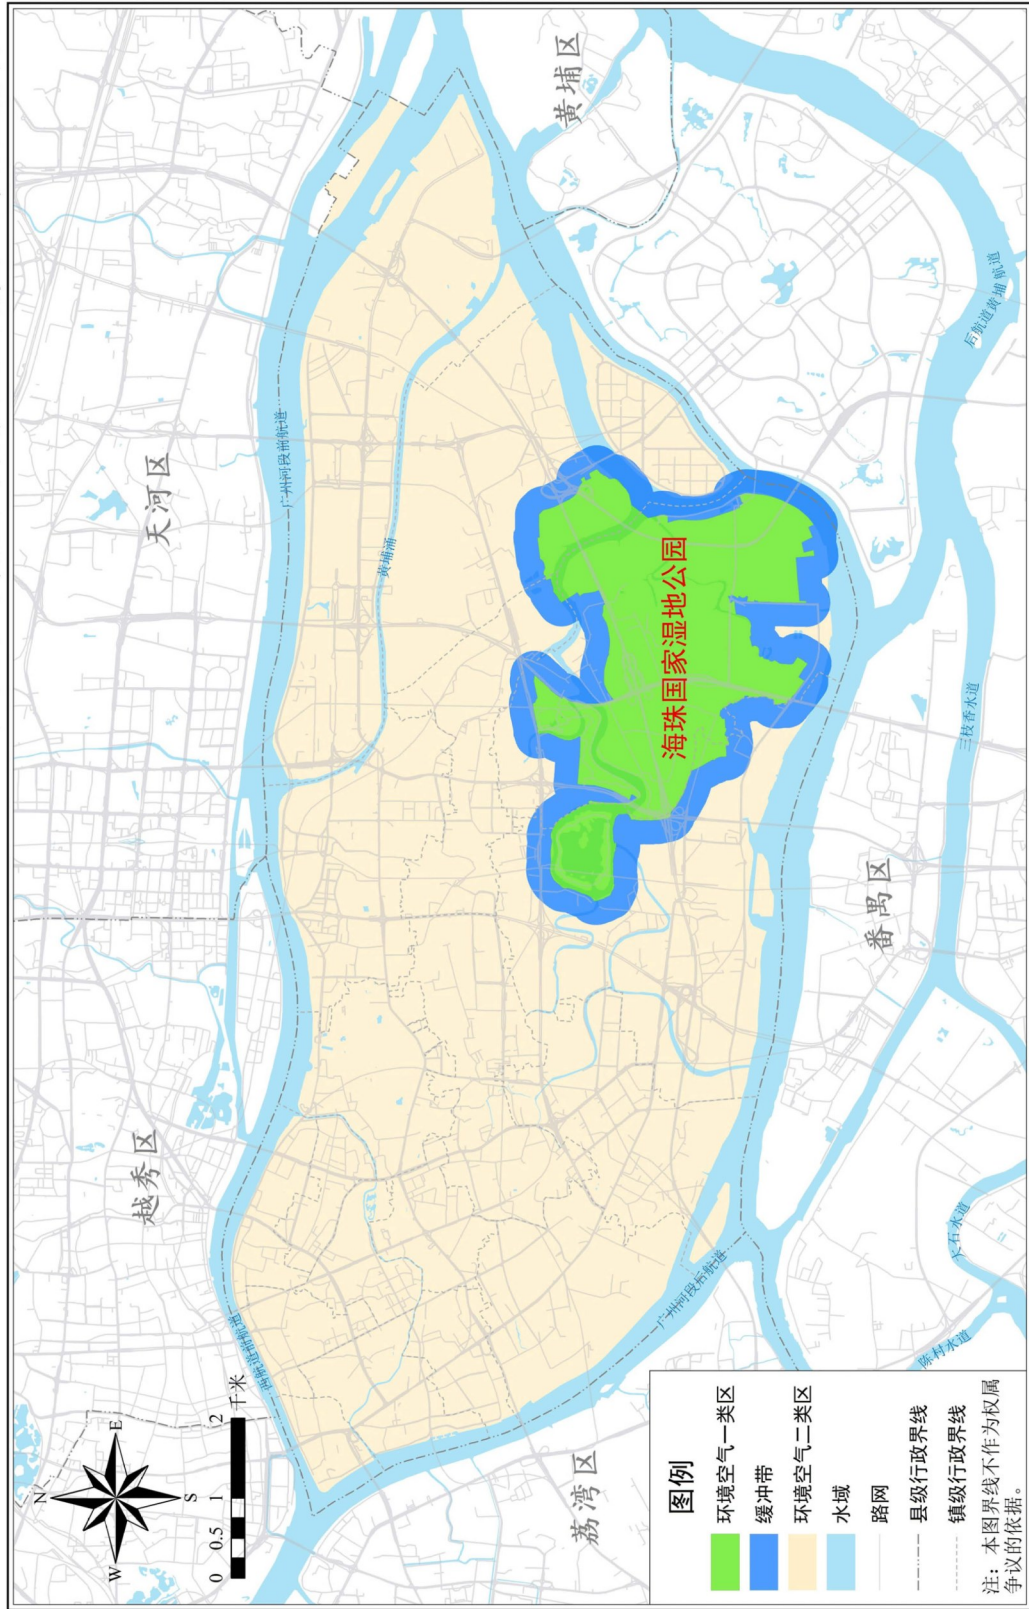 天河区
越秀区
黄埔区
广州河段前航道
黄埔涌
西航道前航道
海珠国家湿地公园
后航道黄埔航道
番禺区
三枝香水道
荔湾区
广州河段后航道
大石水道
陈村水道
N
E
S
W
0 0.5 1 2
千米
图例
环境空气一类区
缓冲带
环境空气二类区
水域
路网
县级行政界线
镇级行政界线
注：本图界线不作为权属
争议的依据。